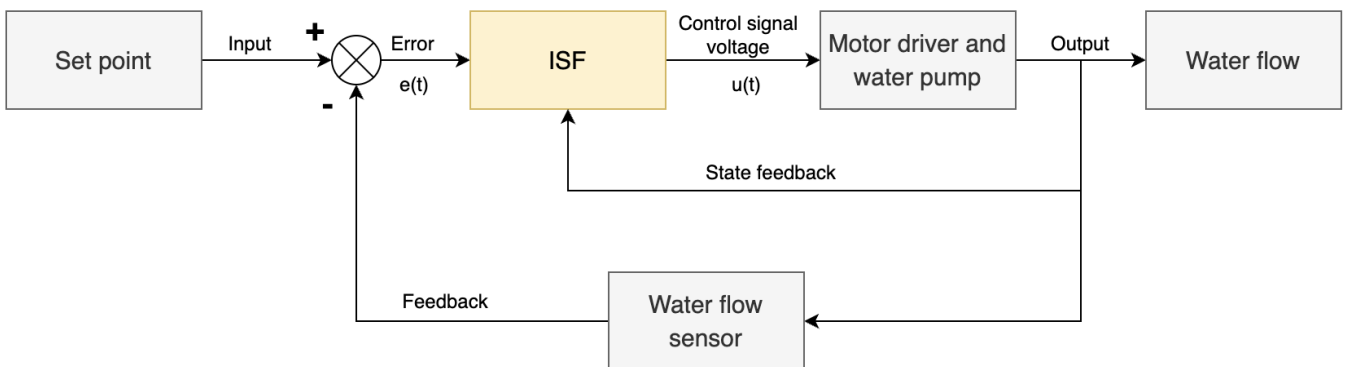 Set point
Input
+
-
Error
e(t)
ISF
Control signal
voltage
u(t)
Motor driver and
water pump
Output
Water flow
State feedback
Feedback
Water flow
sensor